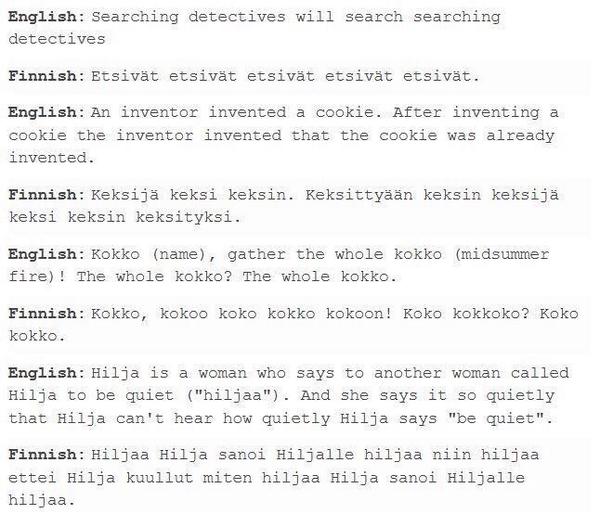 English: Searching detectives will search searching
detectives
Finnish: Etsivät etsivät etsivät etsivät etsivät.
English: An inventor invented a cookie. After inventing a
cookie the inventor invented that the cookie was already
invented.
Finnish: Keksijä keksi keksin. Keksittyään keksin keksijä
keksi keksin keksityksi.
English: Kokko (name), gather the whole kokko (midsummer
fire)! The whole kokko? The whole kokko.
Finnish: Kokko, kokoo koko kokko kokoon! Koko kokkoko? Koko
kokko.
English: Hilja is a woman who says to another woman called
Hilja to be quiet ("hiljaa"). And she says it so quietly
that Hilja can't hear how quietly Hilja says "be quiet".
Finnish: Hiljaa Hilja sanoi Hiljalle hiljaa niin hiljaa
ettei Hilja kuullut miten hiljaa Hilja sanoi Hiljalle
hiljaa.